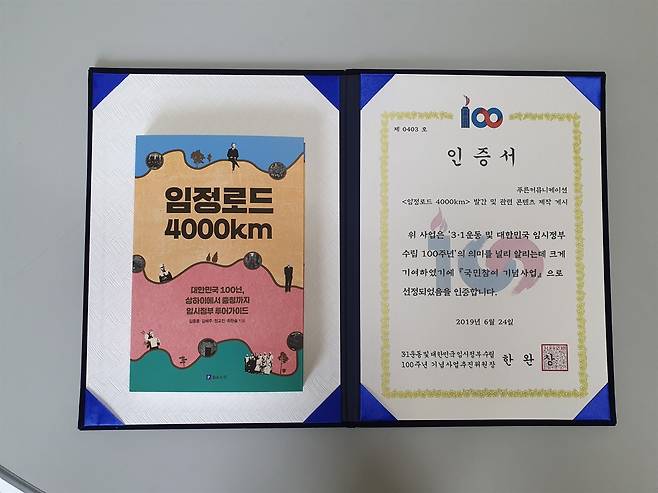 임정로드
4000km
대한민국 100년,
상하이에서 충칭까지
임시정부 투어가이드
100
제 0403 호
인 증 서
푸른커뮤니케이션
<임정로드 4000km> 발간 및 관련 콘텐츠 제작 게시
위 사업은 '3·1운동 및 대한민국 임시정부
수립 100주년'의 의미를 널리 알리는데 크게
기여하였기에 『국민참여 기념사업』으로
선정되었음을 인증합니다.
2019년 6월 24일
3·1운동 및 대한민국 임시정부 수립
100주년 기념사업추진위원장 한 완 상